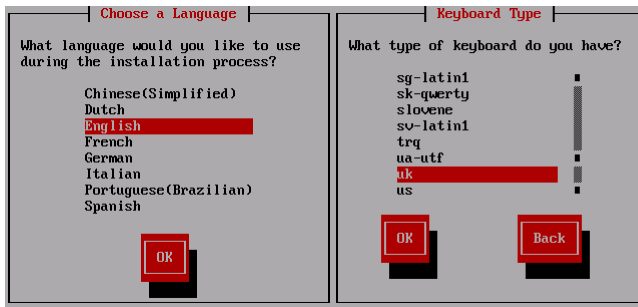 Choose a Language
What language would you like to use
during the installation process?
Chinese(Simplified)
Dutch
English
French
German
Italian
Portuguese(Brazilian)
Spanish
OK
Keyboard Type
What type of keyboard do you have?
sg-latin1
sk-qwerty
slovene
sv-latin1
trq
ua-utf
uk
us
OK
Back